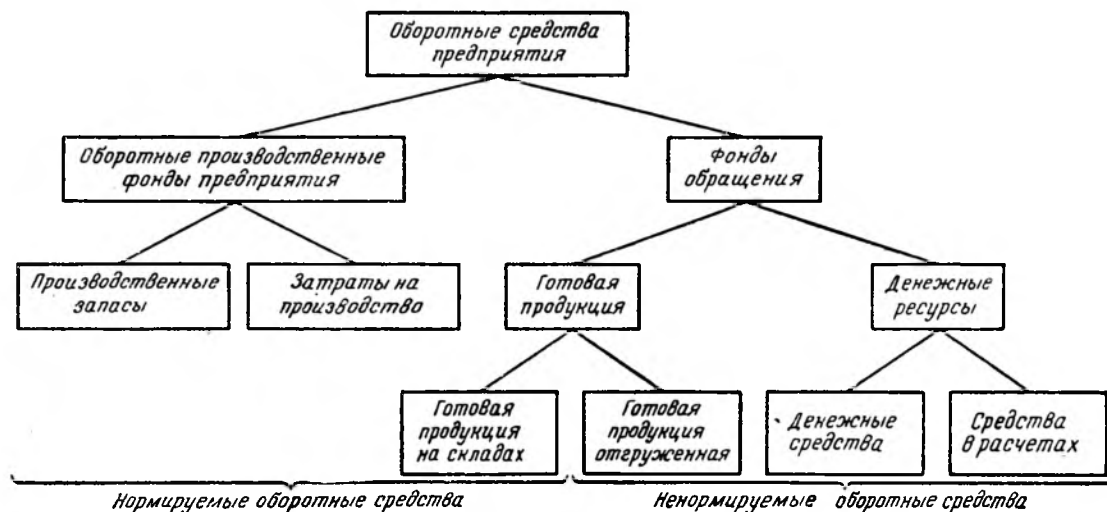 Оборотные средства
предприятия
Оборотные производственные
фонды предприятия
Фонды
обращения
Производственные
запасы
Затраты на
производство
Готовая
продукция
Денежные
ресурсы
Готовая
продукция
на складах
Готовая
продукция
отгруженная
Денежные
средства
Средства
в расчетах
Нормируемые оборотные средства
Ненормируемые оборотные средства